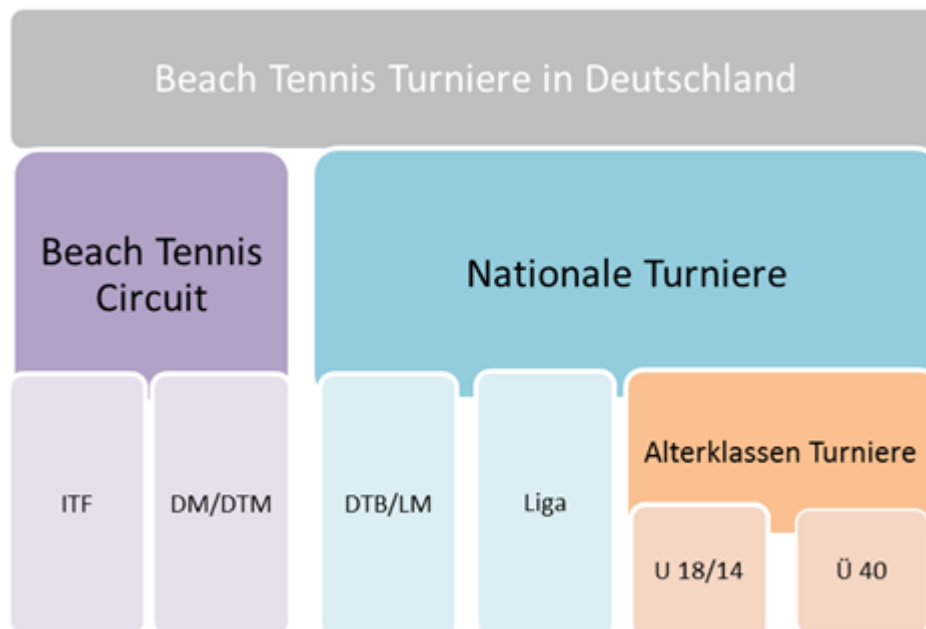 Beach Tennis Turniere in Deutschland
Beach Tennis
Circuit
Nationale Turniere
ITF
DM/DTM
DTB/LM
Liga
Alterklassen Turniere
U 18/14
Ü 40